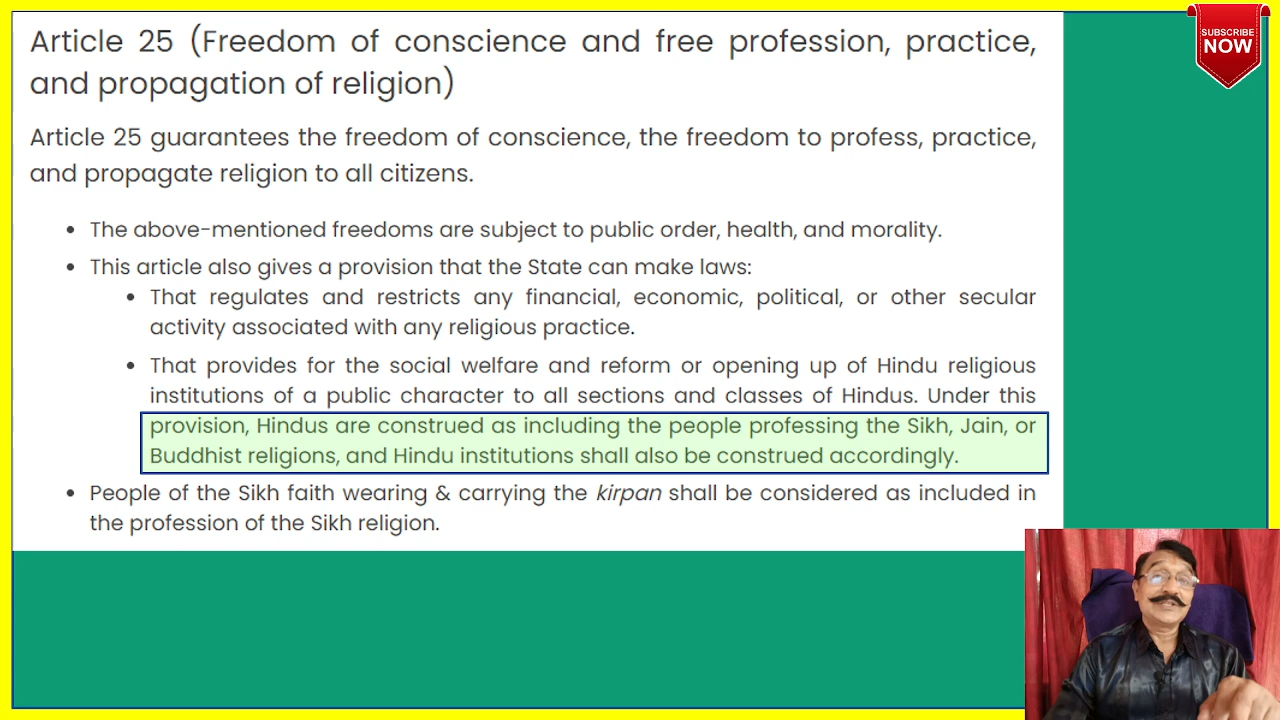 Article 25 (Freedom of conscience and free profession, practice,
and propagation of religion)
Article 25 guarantees the freedom of conscience, the freedom to profess, practice,
and propagate religion to all citizens.
• The above-mentioned freedoms are subject to public order, health, and morality.
• This article also gives a provision that the State can make laws:
• That regulates and restricts any financial, economic, political, or other secular
activity associated with any religious practice.
• That provides for the social welfare and reform or opening up of Hindu religious
institutions of a public character to all sections and classes of Hindus. Under this
provision, Hindus are construed as including the people professing the Sikh, Jain, or
Buddhist religions, and Hindu institutions shall also be construed accordingly.
• People of the Sikh faith wearing & carrying the kirpan shall be considered as included in
the profession of the Sikh religion.
SUBSCRIBE
NOW